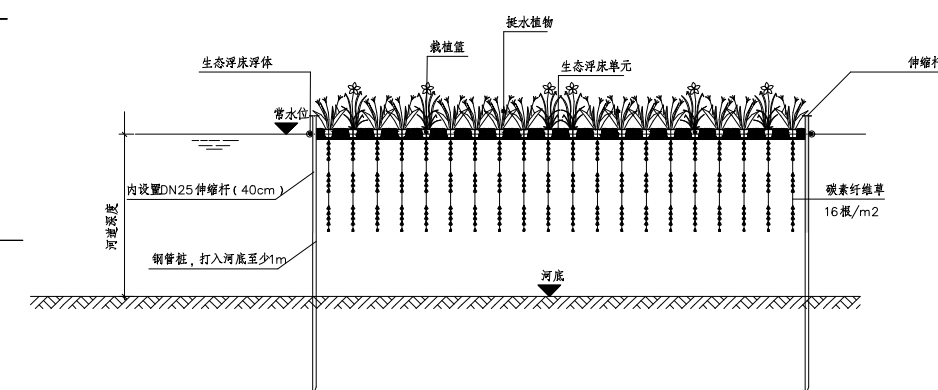 挺水植物
栽植篮
生态浮床浮体
生态浮床单元
伸缩杆
常水位
内设置DN25伸缩杆（40cm）
碳素纤维草
16根/m2
河道深度
钢管桩，打入河底至少1m
河底